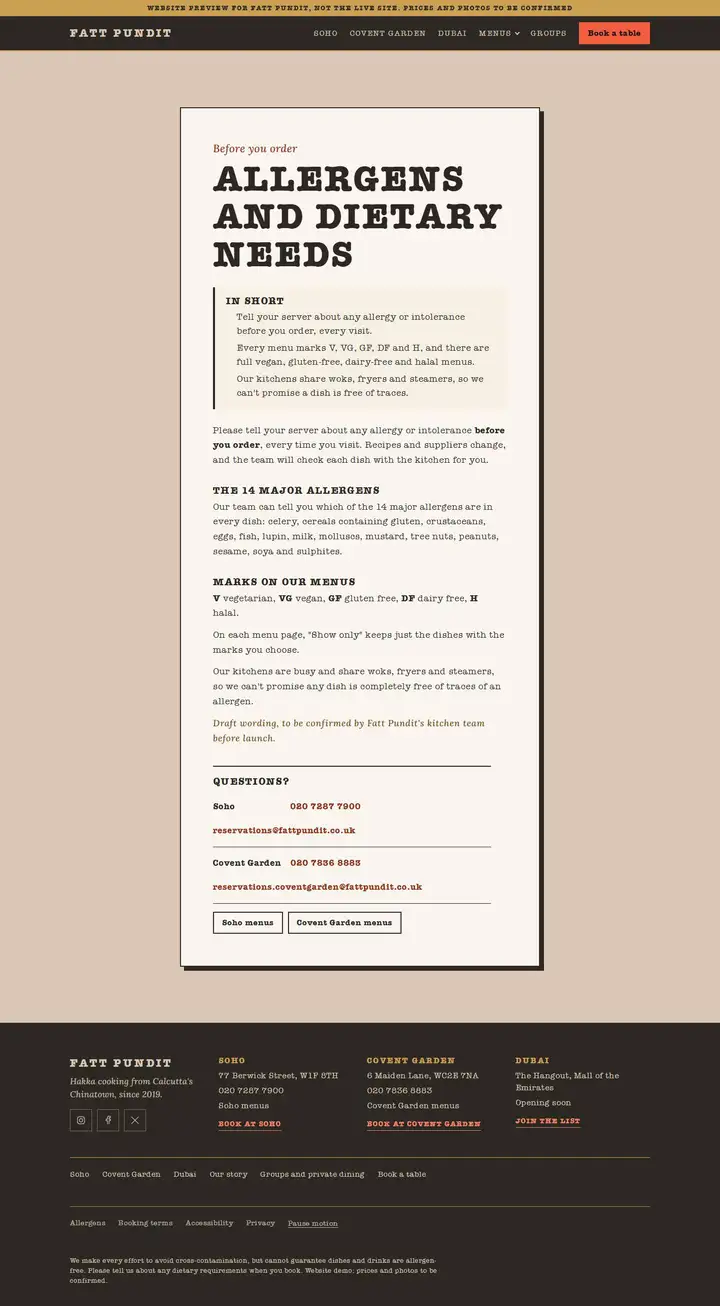 WEBSITE PREVIEW FOR FATT PUNDIT, NOT THE LIVE SITE. PRICES AND PHOTOS TO BE CONFIRMED
FATT PUNDIT
SOHO
COVENT GARDEN
DUBAI
MENUS
GROUPS
Book a table
Before you order
ALLERGENS
AND DIETARY
NEEDS
IN SHORT
Tell your server about any allergy or intolerance
before you order, every visit.
Every menu marks V, VG, GF, DF and H, and there are
full vegan, gluten-free, dairy-free and halal menus.
Our kitchens share woks, fryers and steamers, so we
can't promise a dish is free of traces.
Please tell your server about any allergy or intolerance before
you order, every time you visit. Recipes and suppliers change,
and the team will check each dish with the kitchen for you.
THE 14 MAJOR ALLERGENS
Our team can tell you which of the 14 major allergens are in
every dish: celery, cereals containing gluten, crustaceans,
eggs, fish, lupin, milk, molluscs, mustard, tree nuts, peanuts,
sesame, soya and sulphites.
MARKS ON OUR MENUS
V vegetarian, VG vegan, GF gluten free, DF dairy free, H
halal.
On each menu page, "Show only" keeps just the dishes with the
marks you choose.
Our kitchens are busy and share woks, fryers and steamers,
so we can't promise any dish is completely free of traces of an
allergen.
Draft wording, to be confirmed by Fatt Pundit's kitchen team
before launch.
QUESTIONS?
Soho 020 7287 7900
reservations@fattpundit.co.uk
Covent Garden 020 7836 8883
reservations.coventgarden@fattpundit.co.uk
Soho menus
Covent Garden menus
FATT PUNDIT
Hakka cooking from Calcutta's
Chinatown, since 2019.
SOHO
77 Berwick Street, W1F 8TH
020 7287 7900
Soho menus
BOOK AT SOHO
COVENT GARDEN
6 Maiden Lane, WC2E 7NA
020 7836 8883
Covent Garden menus
BOOK AT COVENT GARDEN
DUBAI
The Hangout, Mall of the
Emirates
Opening soon
JOIN THE LIST
Soho Covent Garden Dubai Our story Groups and private dining Book a table
Allergens Booking terms Accessibility Privacy Pause motion
We make every effort to avoid cross-contamination, but cannot guarantee dishes and drinks are allergen-
free. Please tell us about any dietary requirements when you book. Website demo: prices and photos to be
confirmed.